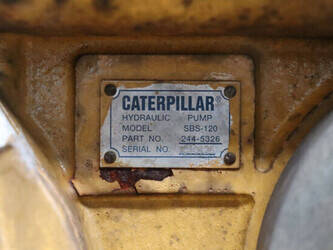 CATERPILLAR®
HYDRAULIC PUMP
MODEL SBS-120
PART NO. 244-5326
SERIAL NO.